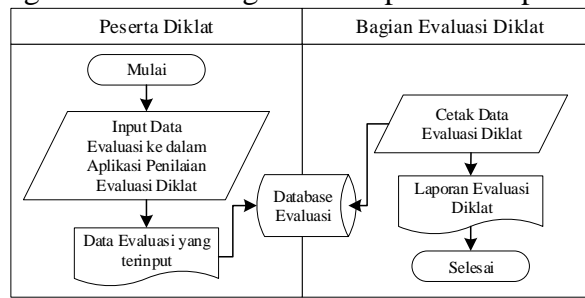 Peserta Diklat
Bagian Evaluasi Diklat
Mulai
Input Data
Evaluasi ke dalam
Aplikasi Penilaian
Evaluasi Diklat
Data Evaluasi yang
terinput
Database
Evaluasi
Cetak Data
Evaluasi Diklat
Laporan Evaluasi
Diklat
Selesai